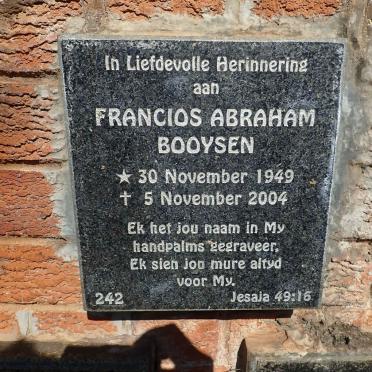 In Liefdevolle Herinnering
aan
FRANCIOS ABRAHAM
BOOYSEN
★ 30 November 1949
✝ 5 November 2004
Ek het jou naam in My
handpalms gegraveer,
Ek sien jou mure altyd
voor My.
242 Jesaja 49:16